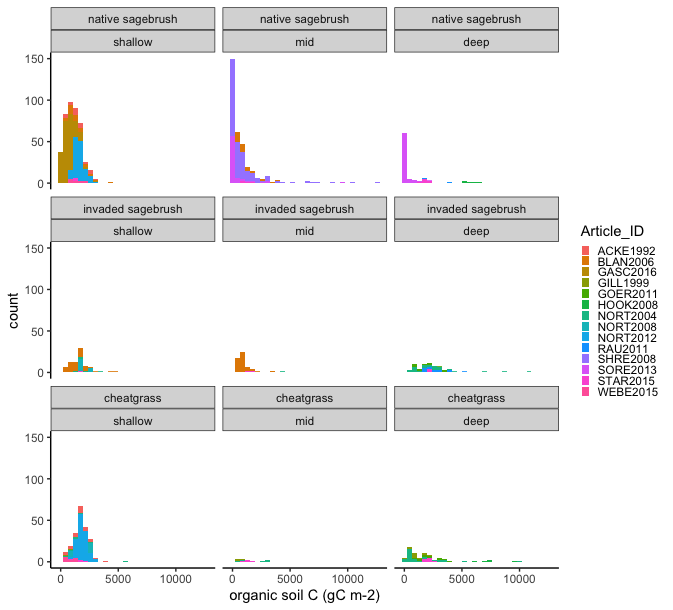 native sagebrush native sagebrush native sagebrush
shallow mid deep
150
100
50
0
invaded sagebrush invaded sagebrush invaded sagebrush
shallow mid deep
150
100
50
0
cheatgrass cheatgrass cheatgrass
shallow mid deep
150
100
50
0
0 5000 10000 0 5000 10000 0 5000 10000
organic soil C (gC m-2)
count
Article_ID
ACKE1992
BLAN2006
GASC2016
GILL1999
GOER2011
HOOK2008
NORT2004
NORT2008
NORT2012
RAU2011
SHRE2008
SORE2013
STAR2015
WEBE2015